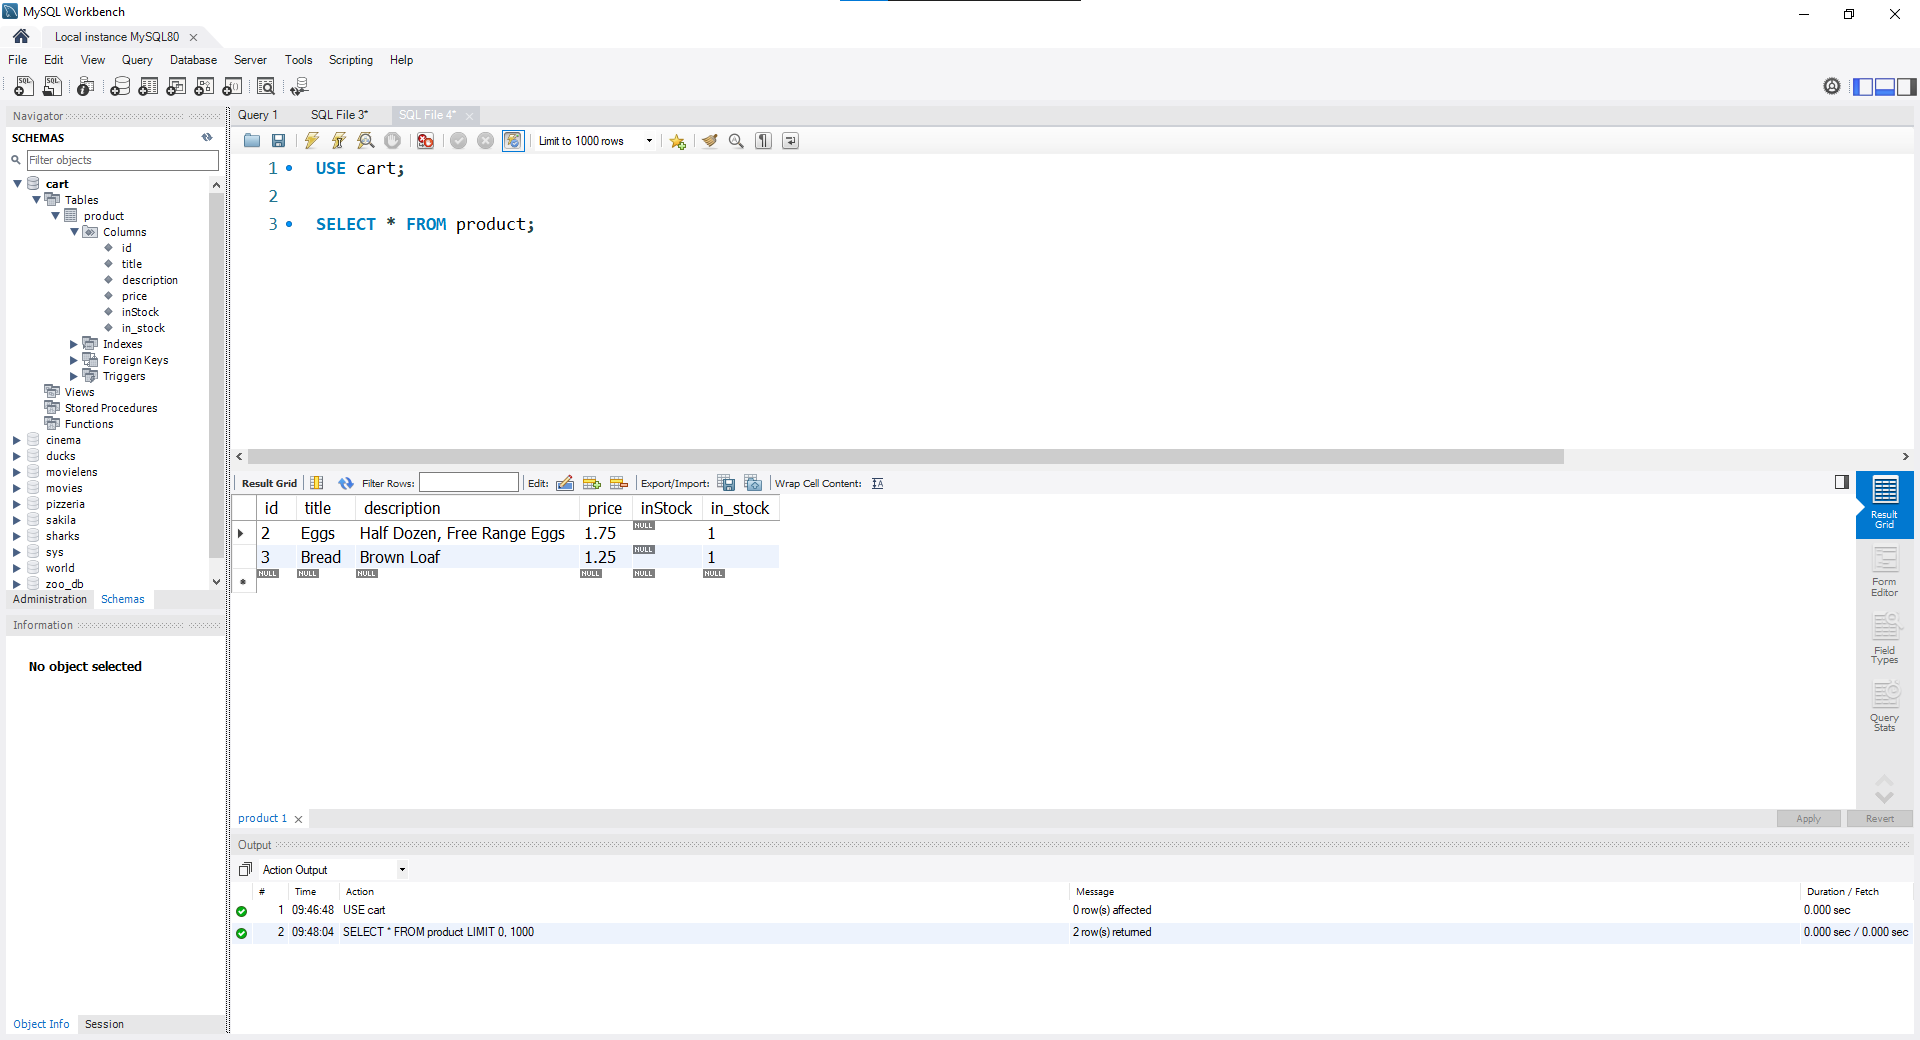 MySQL Workbench
Local instance MySQL80
File Edit View Query Database Server Tools Scripting Help
Navigator
SCHEMAS
Filter objects
cart
Tables
product
Columns
id
title
description
price
inStock
in_stock
Indexes
Foreign Keys
Triggers
Views
Stored Procedures
Functions
cinema
ducks
movielens
movies
pizzeria
sakila
sharks
sys
world
zoo_db
Administration Schemas
Information
No object selected
Object Info Session
Query 1 SQL File 3* SQL File 4*
Limit to 1000 rows
1 USE cart;
2
3 SELECT * FROM product;
Result Grid Filter Rows: Edit: Export/Import: Wrap Cell Content:
id title description price inStock in_stock
2 Eggs Half Dozen, Free Range Eggs 1.75 NULL 1
3 Bread Brown Loaf 1.25 NULL 1
NULL NULL NULL NULL NULL NULL
Result
Grid
Form
Editor
Field
Types
Query
Stats
product 1
Apply Revert
Output
Action Output
# Time Action Message Duration / Fetch
1 09:46:48 USE cart 0 row(s) affected 0.000 sec
2 09:48:04 SELECT * FROM product LIMIT 0, 1000 2 row(s) returned 0.000 sec / 0.000 sec